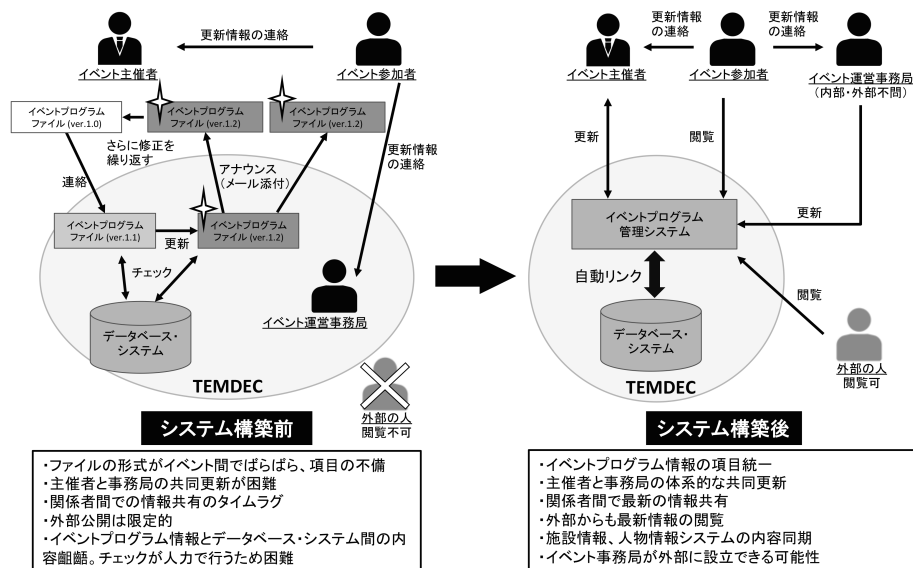 更新情報の連絡
イベント主催者
イベント参加者
イベントプログラム
ファイル (ver.1.0)
イベントプログラム
ファイル (ver.1.2)
イベントプログラム
ファイル (ver.1.2)
さらに修正を
繰り返す
連絡
アナウンス
(メール添付)
更新情報
の連絡
イベントプログラム
ファイル (ver.1.1)
更新
イベントプログラム
ファイル (ver.1.2)
チェック
イベント運営事務局
データベース・
システム
TEMDEC
外部の人
閲覧不可
システム構築前
・ファイルの形式がイベント間でばらばら、項目の不備
・主催者と事務局の共同更新が困難
・関係者間での情報共有のタイムラグ
・外部公開は限定的
・イベントプログラム情報とデータベース・システム間の内
容齟齬。チェックが人力で行うため困難
更新情報
の連絡
更新情報
の連絡
イベント主催者
イベント参加者
イベント運営事務局
(内部・外部不問)
更新
閲覧
更新
イベントプログラム
管理システム
自動リンク
閲覧
データベース・
システム
TEMDEC
外部の人
閲覧可
システム構築後
・イベントプログラム情報の項目統一
・主催者と事務局の体系的な共同更新
・関係者間で最新の情報共有
・外部からも最新情報の閲覧
・施設情報、人物情報システムの内容同期
・イベント事務局が外部に設立できる可能性